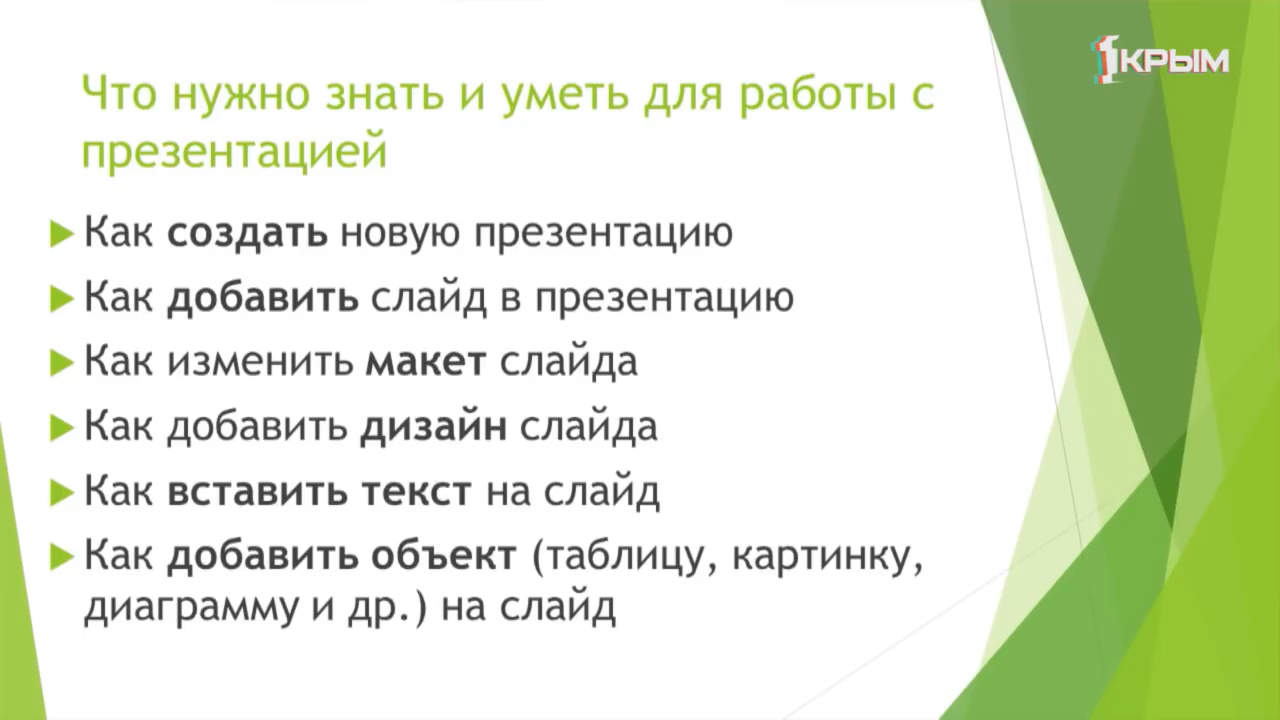 1КРЫМ
Что нужно знать и уметь для работы с
презентацией
Как создать новую презентацию
Как добавить слайд в презентацию
Как изменить макет слайда
Как добавить дизайн слайда
Как вставить текст на слайд
Как добавить объект (таблицу, картинку,
диаграмму и др.) на слайд